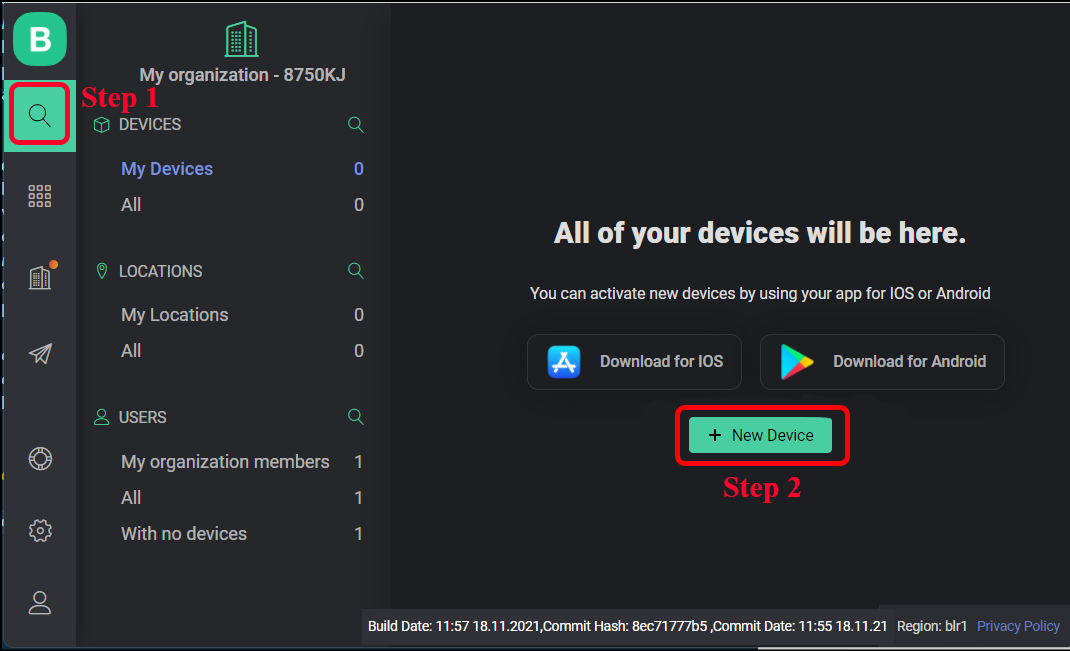 B
My organization - 8750KJ
Step 1
DEVICES
My Devices 0
All 0
LOCATIONS
My Locations 0
All 0
USERS
My organization members 1
All 1
With no devices 1
All of your devices will be here.
You can activate new devices by using your app for IOS or Android
Download for IOS
Download for Android
+ New Device
Step 2
Build Date: 11:57 18.11.2021,Commit Hash: 8ec71777b5 ,Commit Date: 11:55 18.11.21
Region: blr1 Privacy Policy